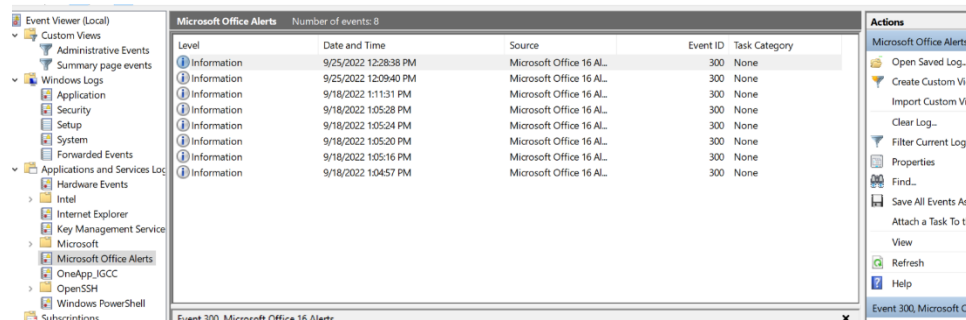 Event Viewer (Local)
Custom Views
Administrative Events
Summary page events
Windows Logs
Application
Security
Setup
System
Forwarded Events
Applications and Services Log
Hardware Events
Intel
Internet Explorer
Key Management Service
Microsoft
Microsoft Office Alerts
OneApp_IGCC
OpenSSH
Windows PowerShell
Subscriptions
Microsoft Office Alerts Number of events: 8
Level Date and Time Source Event ID Task Category
Information 9/25/2022 12:28:38 PM Microsoft Office 16 Al... 300 None
Information 9/25/2022 12:09:40 PM Microsoft Office 16 Al... 300 None
Information 9/18/2022 1:11:31 PM Microsoft Office 16 Al... 300 None
Information 9/18/2022 1:05:28 PM Microsoft Office 16 Al... 300 None
Information 9/18/2022 1:05:24 PM Microsoft Office 16 Al... 300 None
Information 9/18/2022 1:05:20 PM Microsoft Office 16 Al... 300 None
Information 9/18/2022 1:05:16 PM Microsoft Office 16 Al... 300 None
Information 9/18/2022 1:04:57 PM Microsoft Office 16 Al... 300 None
Event 300, Microsoft Office 16 Alerts
Actions
Microsoft Office Alerts
Open Saved Log...
Create Custom Vi
Import Custom Vi
Clear Log...
Filter Current Log
Properties
Find...
Save All Events As
Attach a Task To t
View
Refresh
Help
Event 300, Microsoft O